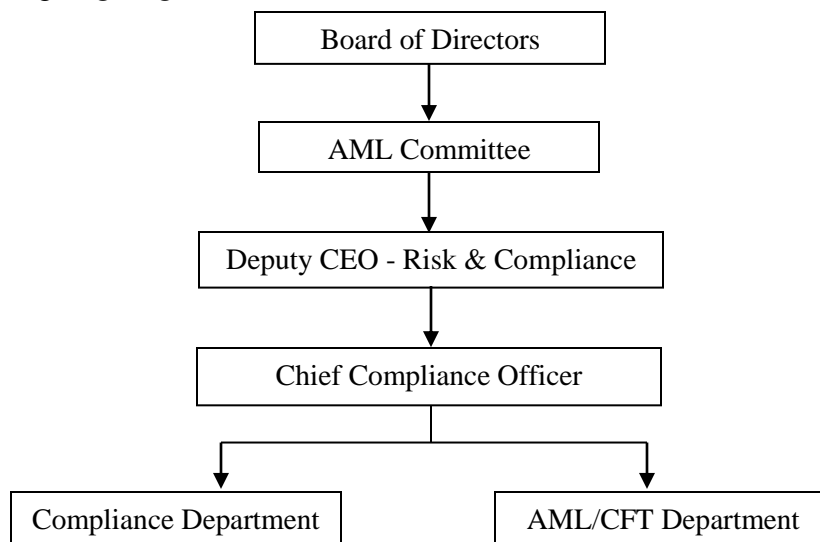 Board of Directors
AML Committee
Deputy CEO - Risk & Compliance
Chief Compliance Officer
Compliance Department
AML/CFT Department